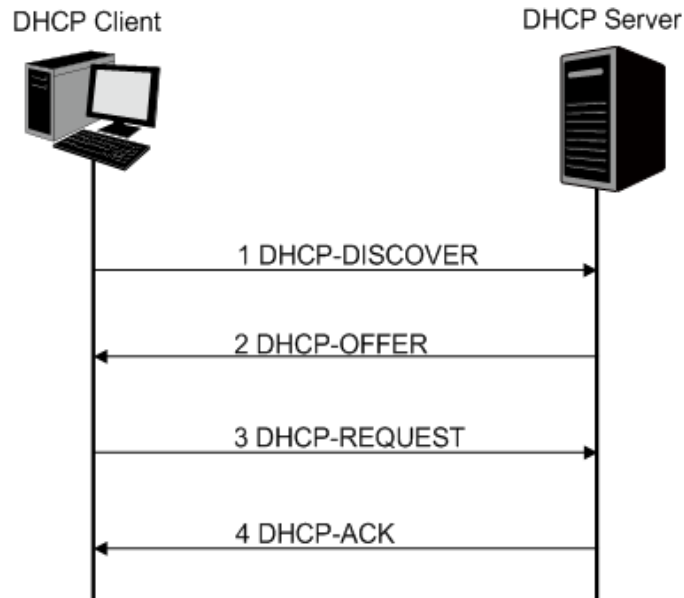 DHCP Client
DHCP Server
1 DHCP-DISCOVER
2 DHCP-OFFER
3 DHCP-REQUEST
4 DHCP-ACK